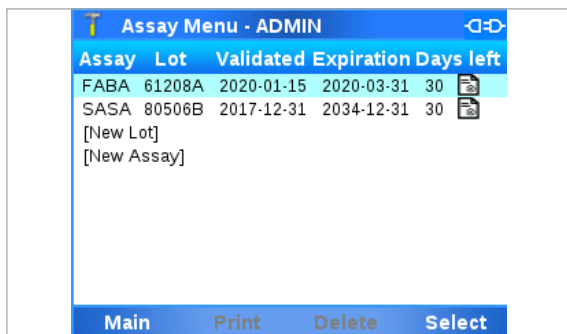 Assay Menu - ADMIN
Assay Lot Validated Expiration Days left
FABA 61208A 2020-01-15 2020-03-31 30
SASA 80506B 2017-12-31 2034-12-31 30
[New Lot]
[New Assay]
Main Print Delete Select